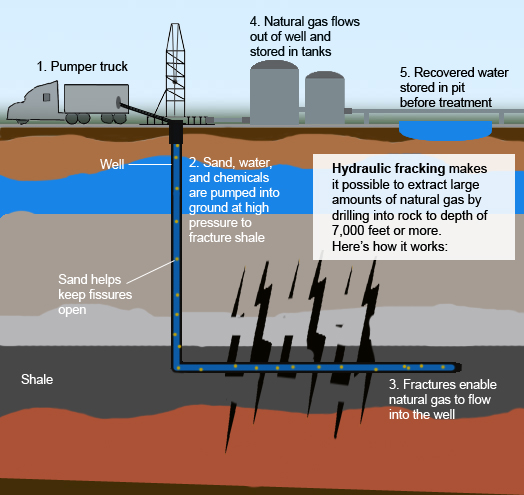 4. Natural gas flows
out of well and
stored in tanks
1. Pumper truck
5. Recovered water
stored in pit
before treatment
Well
2. Sand, water,
and chemicals
are pumped into
ground at high
pressure to
fracture shale
Hydraulic fracking makes
it possible to extract large
amounts of natural gas by
drilling into rock to depth of
7,000 feet or more.
Here's how it works:
Sand helps
keep fissures
open
Shale
3. Fractures enable
natural gas to flow
into the well